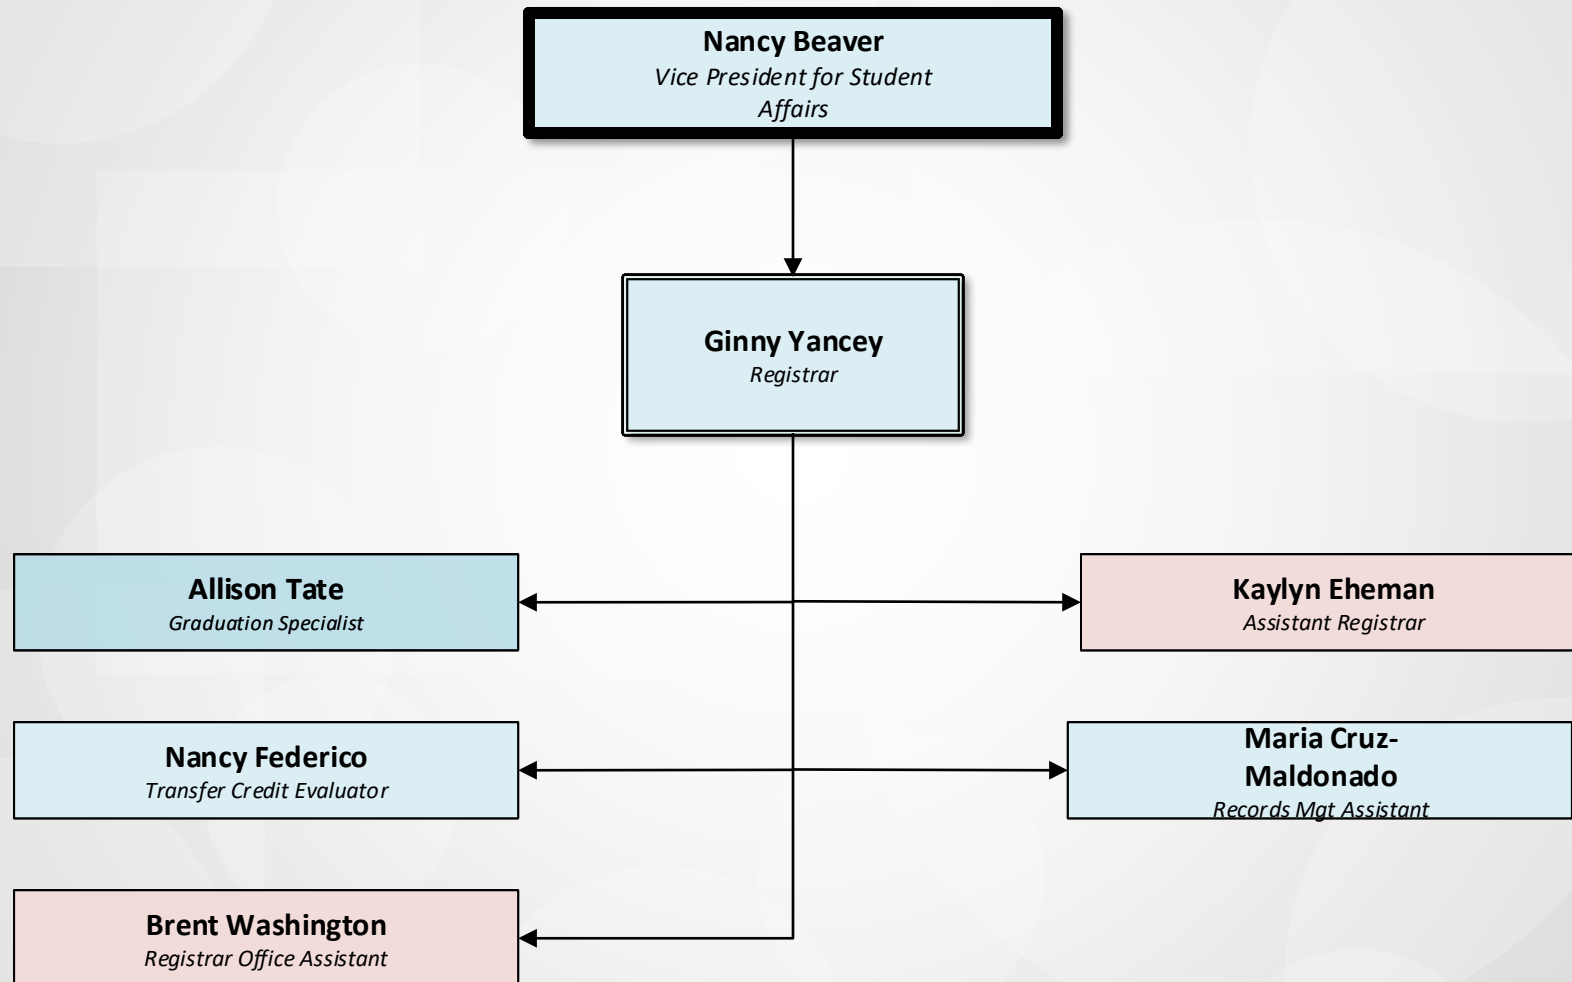 Nancy Beaver
Vice President for Student
Affairs
Ginny Yancey
Registrar
Allison Tate
Graduation Specialist
Kaylyn Eheman
Assistant Registrar
Nancy Federico
Transfer Credit Evaluator
Maria Cruz-
Maldonado
Records Mgt Assistant
Brent Washington
Registrar Office Assistant